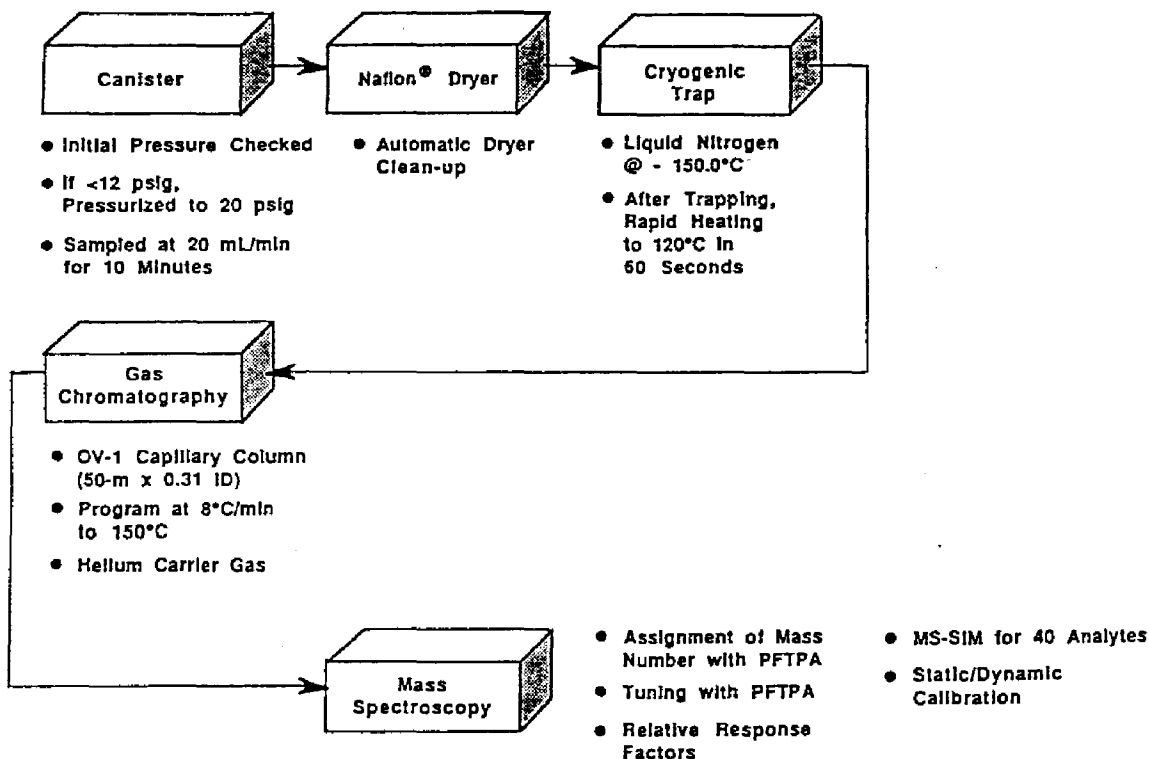 Canister
Nafion® Dryer
Cryogenic
Trap
• Initial Pressure Checked
• If <12 psig,
Pressurized to 20 psig
• Sampled at 20 mL/min
for 10 Minutes
• Automatic Dryer
Clean-up
• Liquid Nitrogen
@ - 150.0°C
• After Trapping,
Rapid Heating
to 120°C in
60 Seconds
Gas
Chromatography
• OV-1 Capillary Column
(50-m x 0.31 ID)
• Program at 8°C/min
to 150°C
• Helium Carrier Gas
Mass
Spectroscopy
• Assignment of Mass
Number with PFTPA
• Tuning with PFTPA
• Relative Response
Factors
• MS-SIM for 40 Analytes
• Static/Dynamic
Calibration